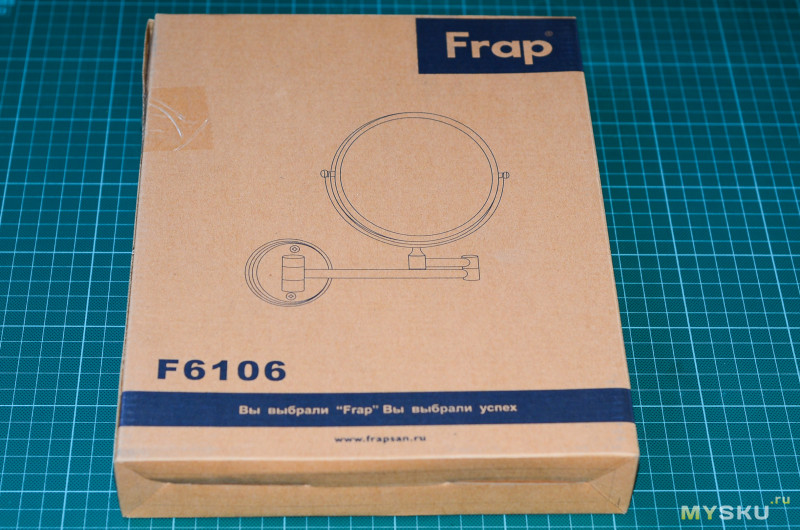 Frap®
F6106
Вы выбрали “Frap” Вы выбрали успех
www.frapsan.ru
MYSKU.ru